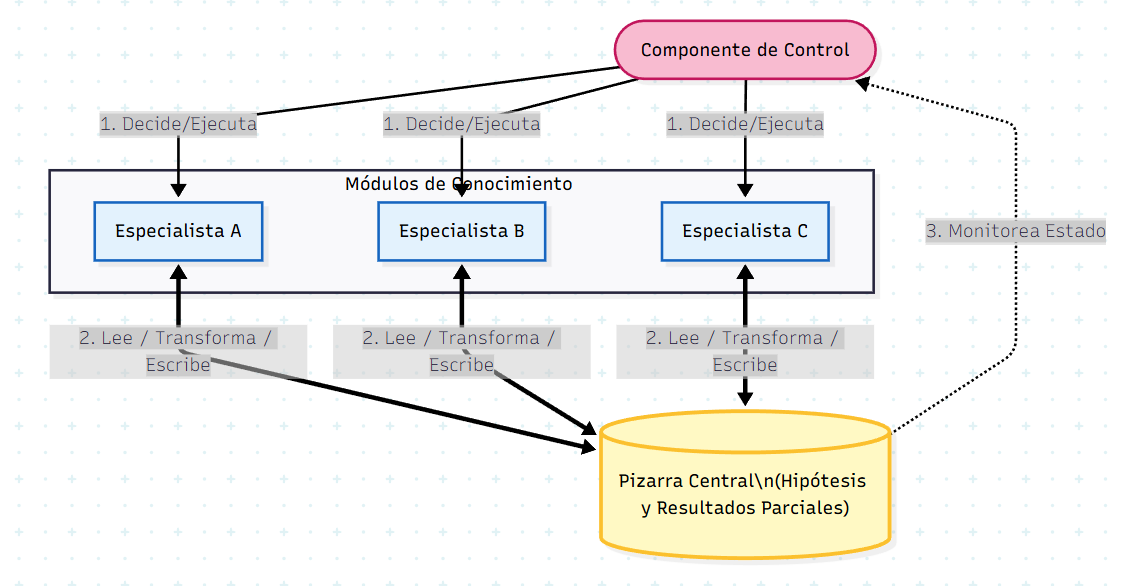 Componente de Control
1. Decide/Ejecuta
1. Decide/Ejecuta
1. Decide/Ejecuta
Módulos de Conocimiento
Especialista A
Especialista B
Especialista C
3. Monitorea Estado
2. Lee / Transforma /
Escribe
2. Lee / Transforma /
Escribe
2. Lee / Transforma /
Escribe
Pizarra Central\n(Hipótesis
y Resultados Parciales)